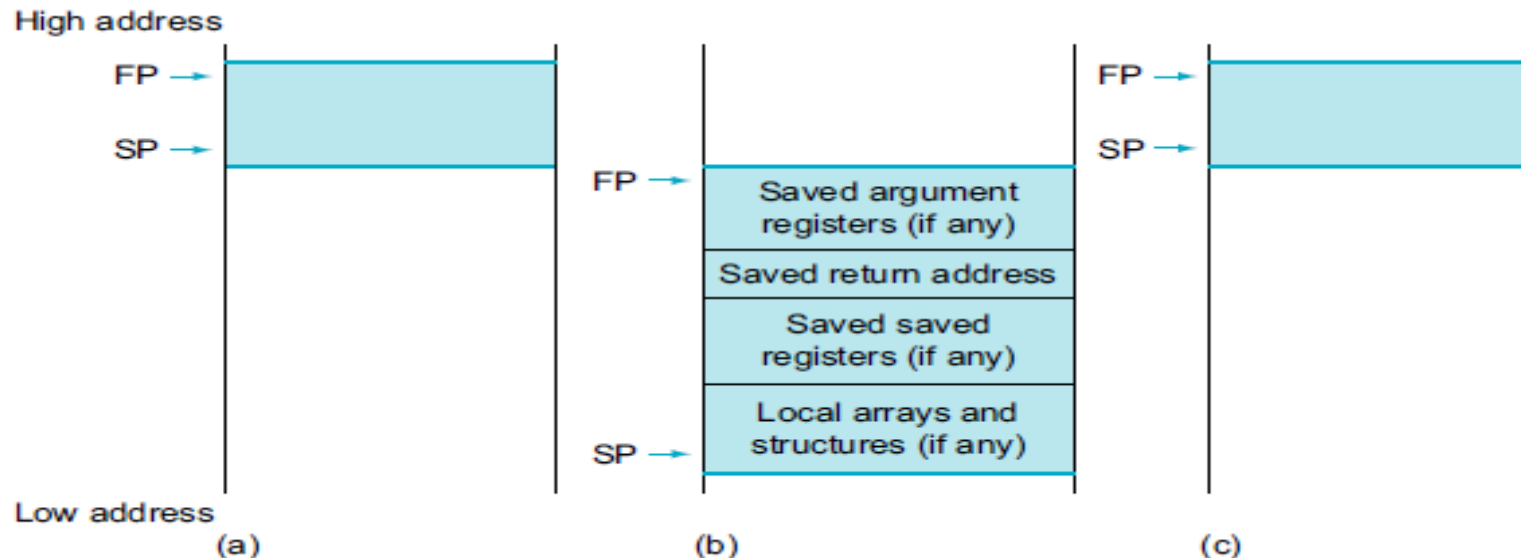 High address
FP
SP
FP
Saved argument
registers (if any)
Saved return address
Saved saved
registers (if any)
Local arrays and
structures (if any)
SP
FP
SP
Low address
(a)
(b)
(c)